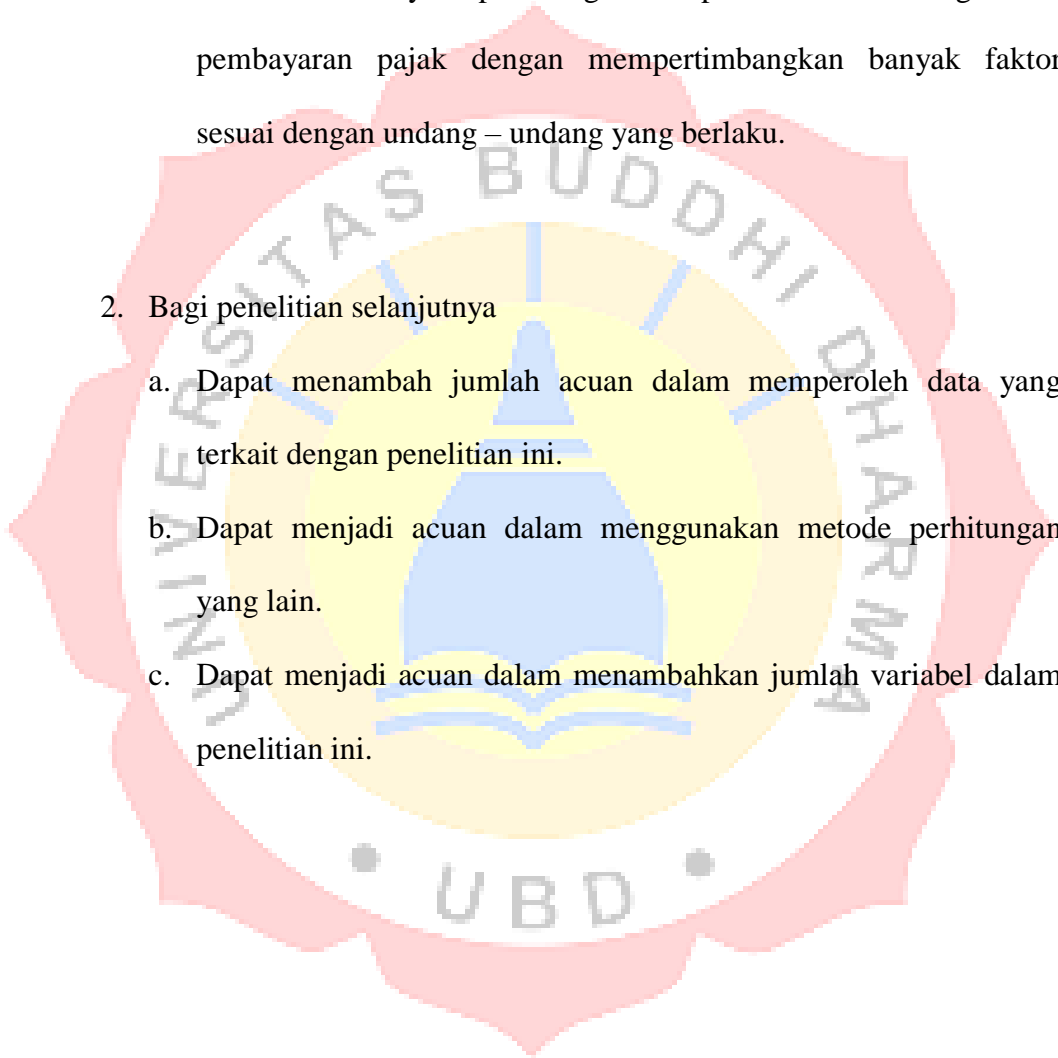 pembayaran pajak dengan mempertimbangkan banyak faktor
sesuai dengan undang – undang yang berlaku.
2. Bagi penelitian selanjutnya
a. Dapat menambah jumlah acuan dalam memperoleh data yang
terkait dengan penelitian ini.
b. Dapat menjadi acuan dalam menggunakan metode perhitungan
yang lain.
c. Dapat menjadi acuan dalam menambahkan jumlah variabel dalam
penelitian ini.
UNIVERSITAS BUDDHI DHARMA
• UBD •